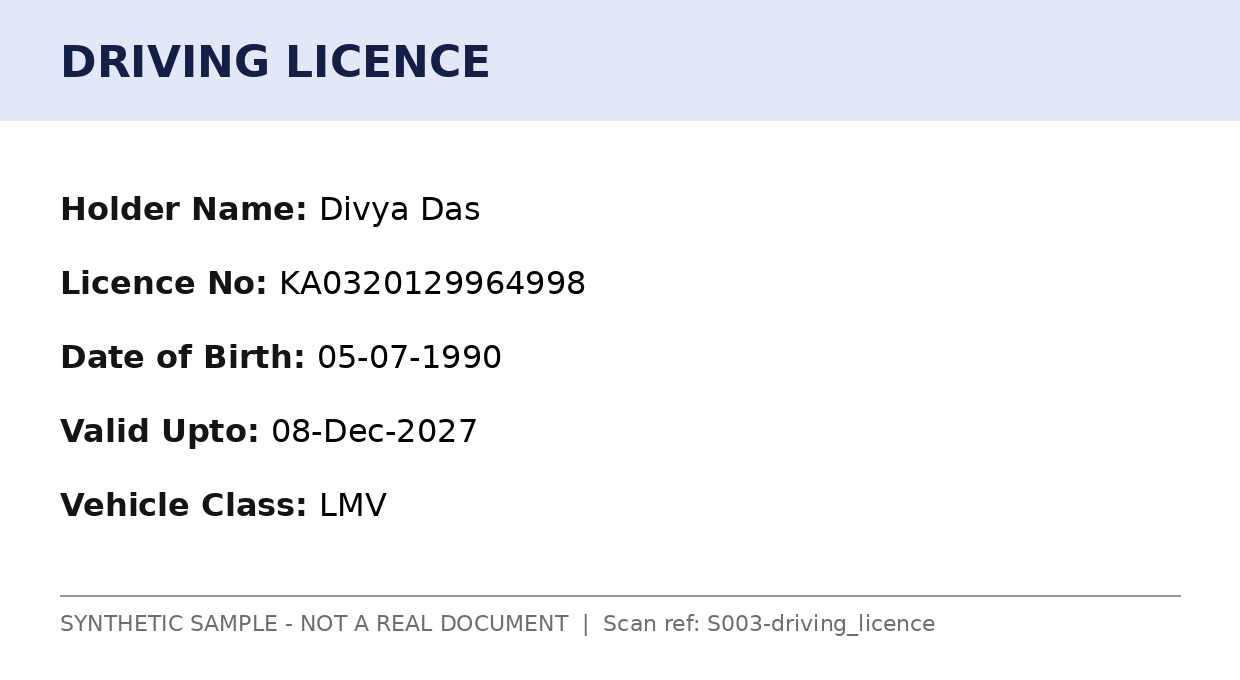 DRIVING LICENCE
Holder Name: Divya Das
Licence No: KA0320129964998
Date of Birth: 05-07-1990
Valid Upto: 08-Dec-2027
Vehicle Class: LMV
SYNTHETIC SAMPLE - NOT A REAL DOCUMENT | Scan ref: S003-driving_licence